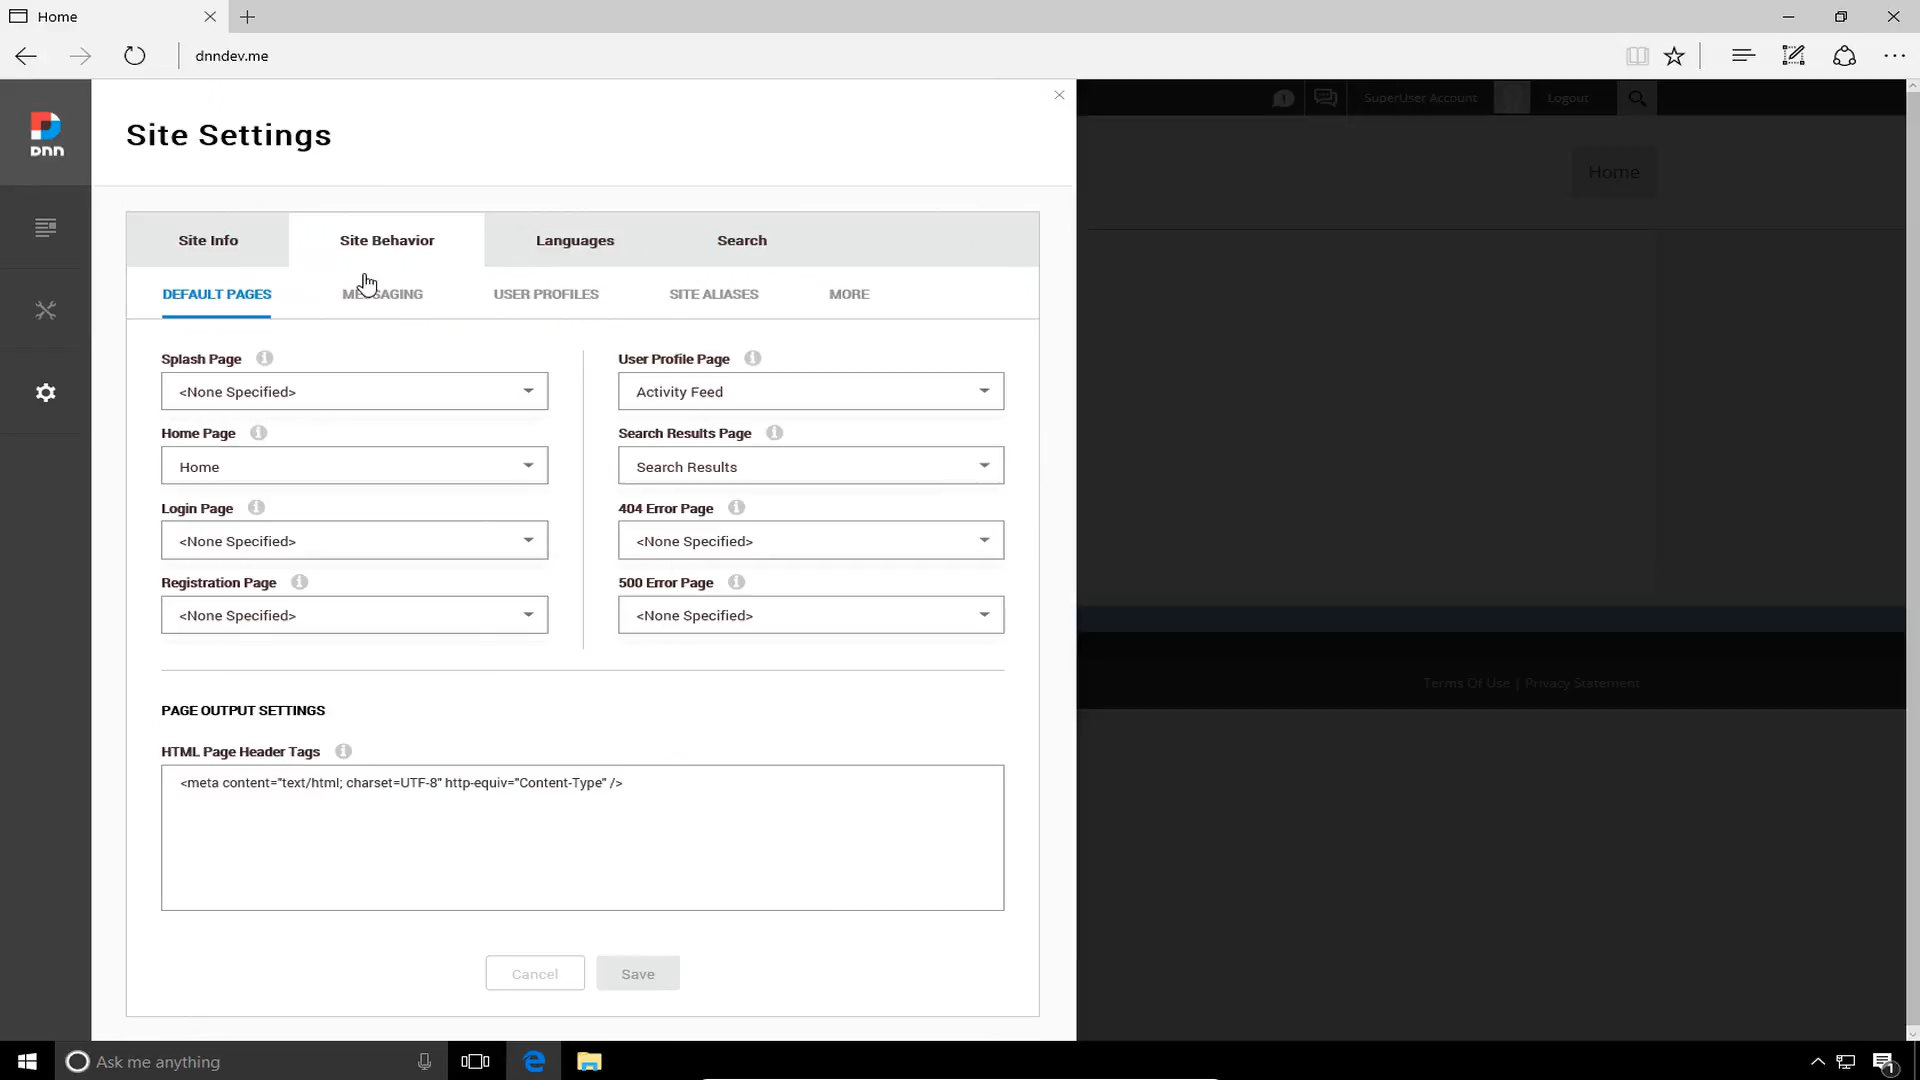 Home
dnndev.me
DNN
Site Settings
SuperUser Account
Logout
Home
Site Info
Site Behavior
Languages
Search
DEFAULT PAGES
MESSAGING
USER PROFILES
SITE ALIASES
MORE
Splash Page
<None Specified>
User Profile Page
Activity Feed
Home Page
Home
Search Results Page
Search Results
Login Page
<None Specified>
404 Error Page
<None Specified>
Registration Page
<None Specified>
500 Error Page
<None Specified>
Terms Of Use | Privacy Statement
PAGE OUTPUT SETTINGS
HTML Page Header Tags
<meta content="text/html; charset=UTF-8" http-equiv="Content-Type" />
Cancel
Save
Ask me anything
1